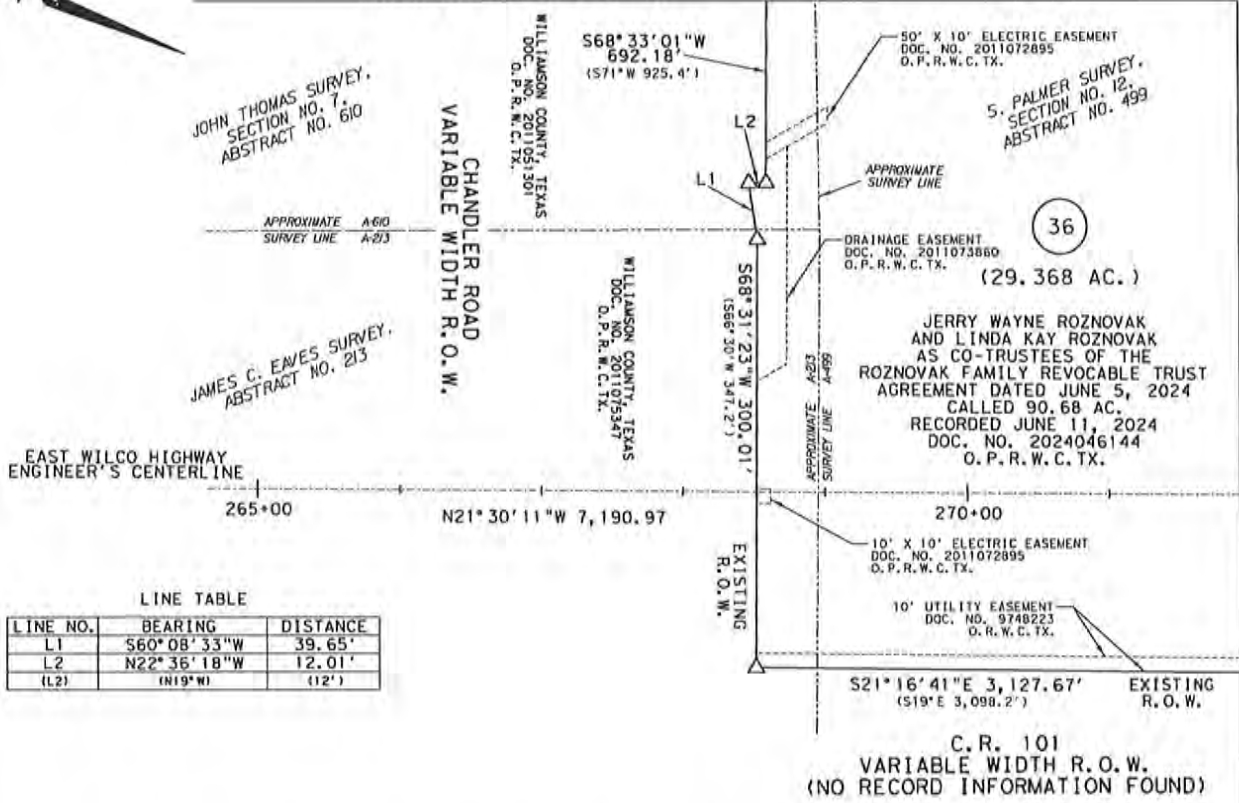 JOHN THOMAS SURVEY,
SECTION NO. 7,
ABSTRACT NO. 610
WILLIAMSON COUNTY, TEXAS
DOC. NO. 2011051301
O.P.R.W.C.TX.
S68°33'01"W
692.18'
(S71°W 925.4')
50' X 10' ELECTRIC EASEMENT
DOC. NO. 2011072895
O.P.R.W.C.TX.
S. PALMER SURVEY,
SECTION NO. 12,
ABSTRACT NO. 499
CHANDLER ROAD
VARIABLE WIDTH R.O.W.
L2
L1
APPROXIMATE
SURVEY LINE
APPROXIMATE A-610
SURVEY LINE A-213
36
(29.368 AC.)
DRAINAGE EASEMENT
DOC. NO. 2011073860
O.P.R.W.C.TX.
WILLIAMSON COUNTY, TEXAS
DOC. NO. 2011075347
O.P.R.W.C.TX.
S68°31'23"W 300.01'
(S66°30'W 347.2')
JAMES C. EAVES SURVEY,
ABSTRACT NO. 213
APPROXIMATE A-213
SURVEY LINE A-499
JERRY WAYNE ROZNOVAK
AND LINDA KAY ROZNOVAK
AS CO-TRUSTEES OF THE
ROZNOVAK FAMILY REVOCABLE TRUST
AGREEMENT DATED JUNE 5, 2024
CALLED 90.68 AC.
RECORDED JUNE 11, 2024
DOC. NO. 2024046144
O.P.R.W.C.TX.
EAST WILCO HIGHWAY
ENGINEER'S CENTERLINE
265+00
N21°30'11"W 7,190.97
270+00
10' X 10' ELECTRIC EASEMENT
DOC. NO. 2011072895
O.P.R.W.C.TX.
EXISTING
R.O.W.
10' UTILITY EASEMENT
DOC. NO. 9748223
O.R.W.C.TX.
LINE TABLE
LINE NO. BEARING DISTANCE
L1 S60°08'33"W 39.65'
L2 N22°36'18"W 12.01'
(L2) (N19°W) (12')
S21°16'41"E 3,127.67'
(S19°E 3,098.2')
EXISTING
R.O.W.
C.R. 101
VARIABLE WIDTH R.O.W.
(NO RECORD INFORMATION FOUND)